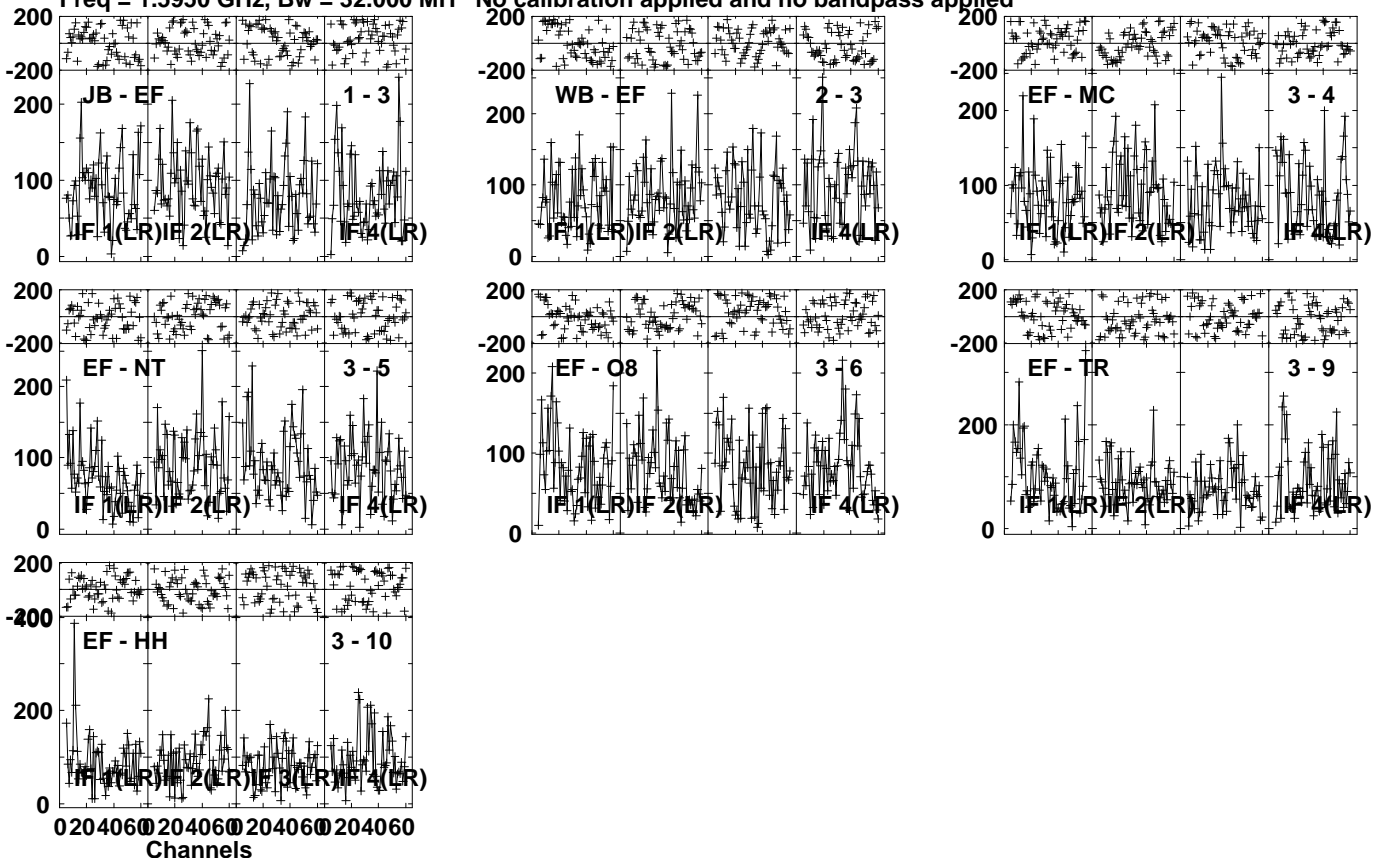 Freq = 1.5950 GHz, Bw = 32.000 MH No calibration applied and no bandpass applied
200
-200
200
100
0
JB - EF 1 - 3
IF 1(LR) IF 2(LR) IF 4(LR)
200
-200
200
100
0
WB - EF 2 - 3
IF 1(LR) IF 2(LR) IF 4(LR)
200
-200
200
100
0
EF - MC 3 - 4
IF 1(LR) IF 2(LR) IF 4(LR)
200
-200
200
100
0
EF - NT 3 - 5
IF 1(LR) IF 2(LR) IF 4(LR)
200
-200
200
100
0
EF - O8 3 - 6
IF 1(LR) IF 2(LR) IF 4(LR)
200
-200
200
0
EF - TR 3 - 9
IF 1(LR) IF 2(LR) IF 4(LR)
200
-200
400
200
0
EF - HH 3 - 10
IF 1(LR) IF 2(LR) IF 3(LR) IF 4(LR)
0 20 40 60 0 20 40 60 0 20 40 60 0 20 40 60
Channels